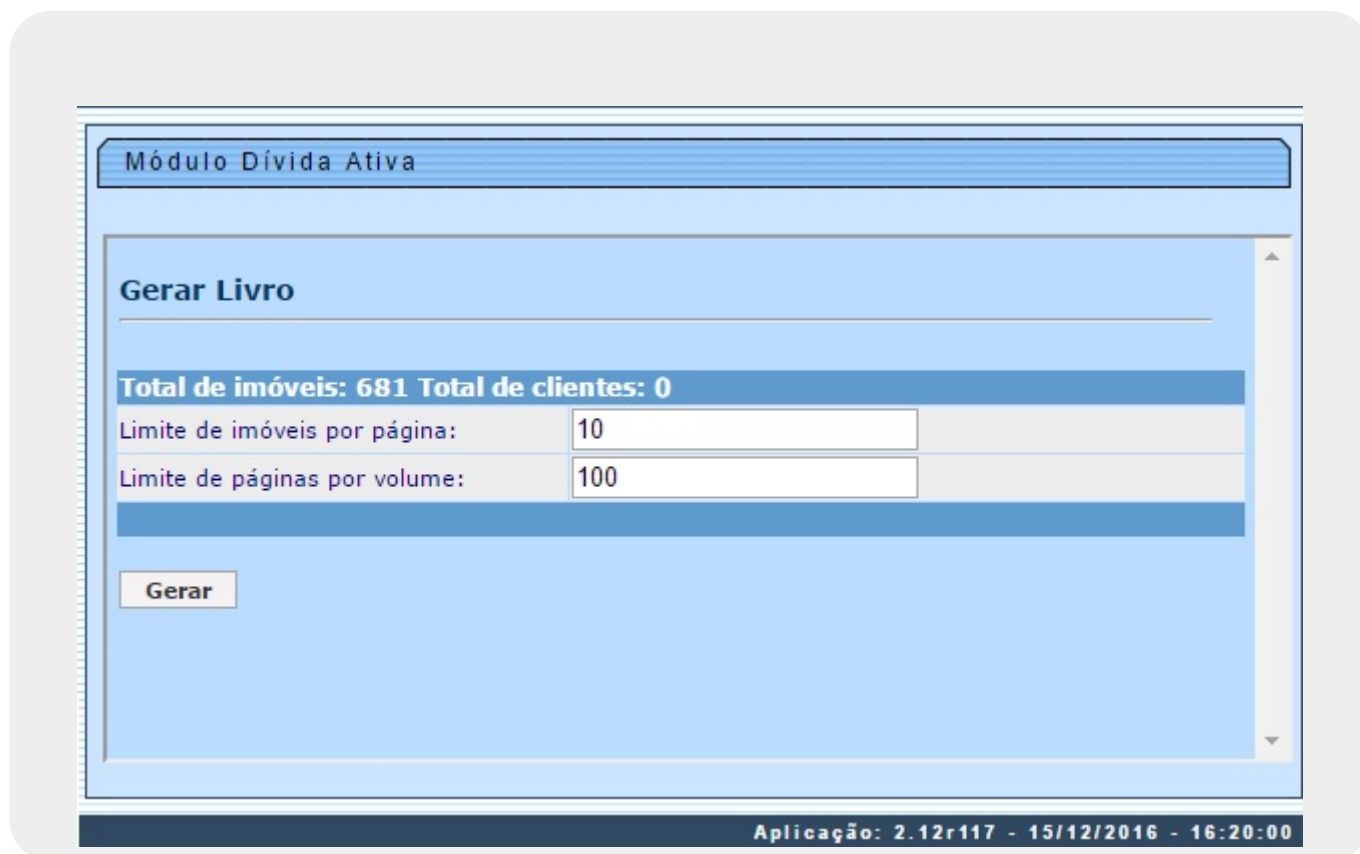 Módulo Dívida Ativa
Gerar Livro
Total de imóveis: 681 Total de clientes: 0
Limite de imóveis por página: 10
Limite de páginas por volume: 100
Gerar
Aplicação: 2.12r117 - 15/12/2016 - 16:20:00